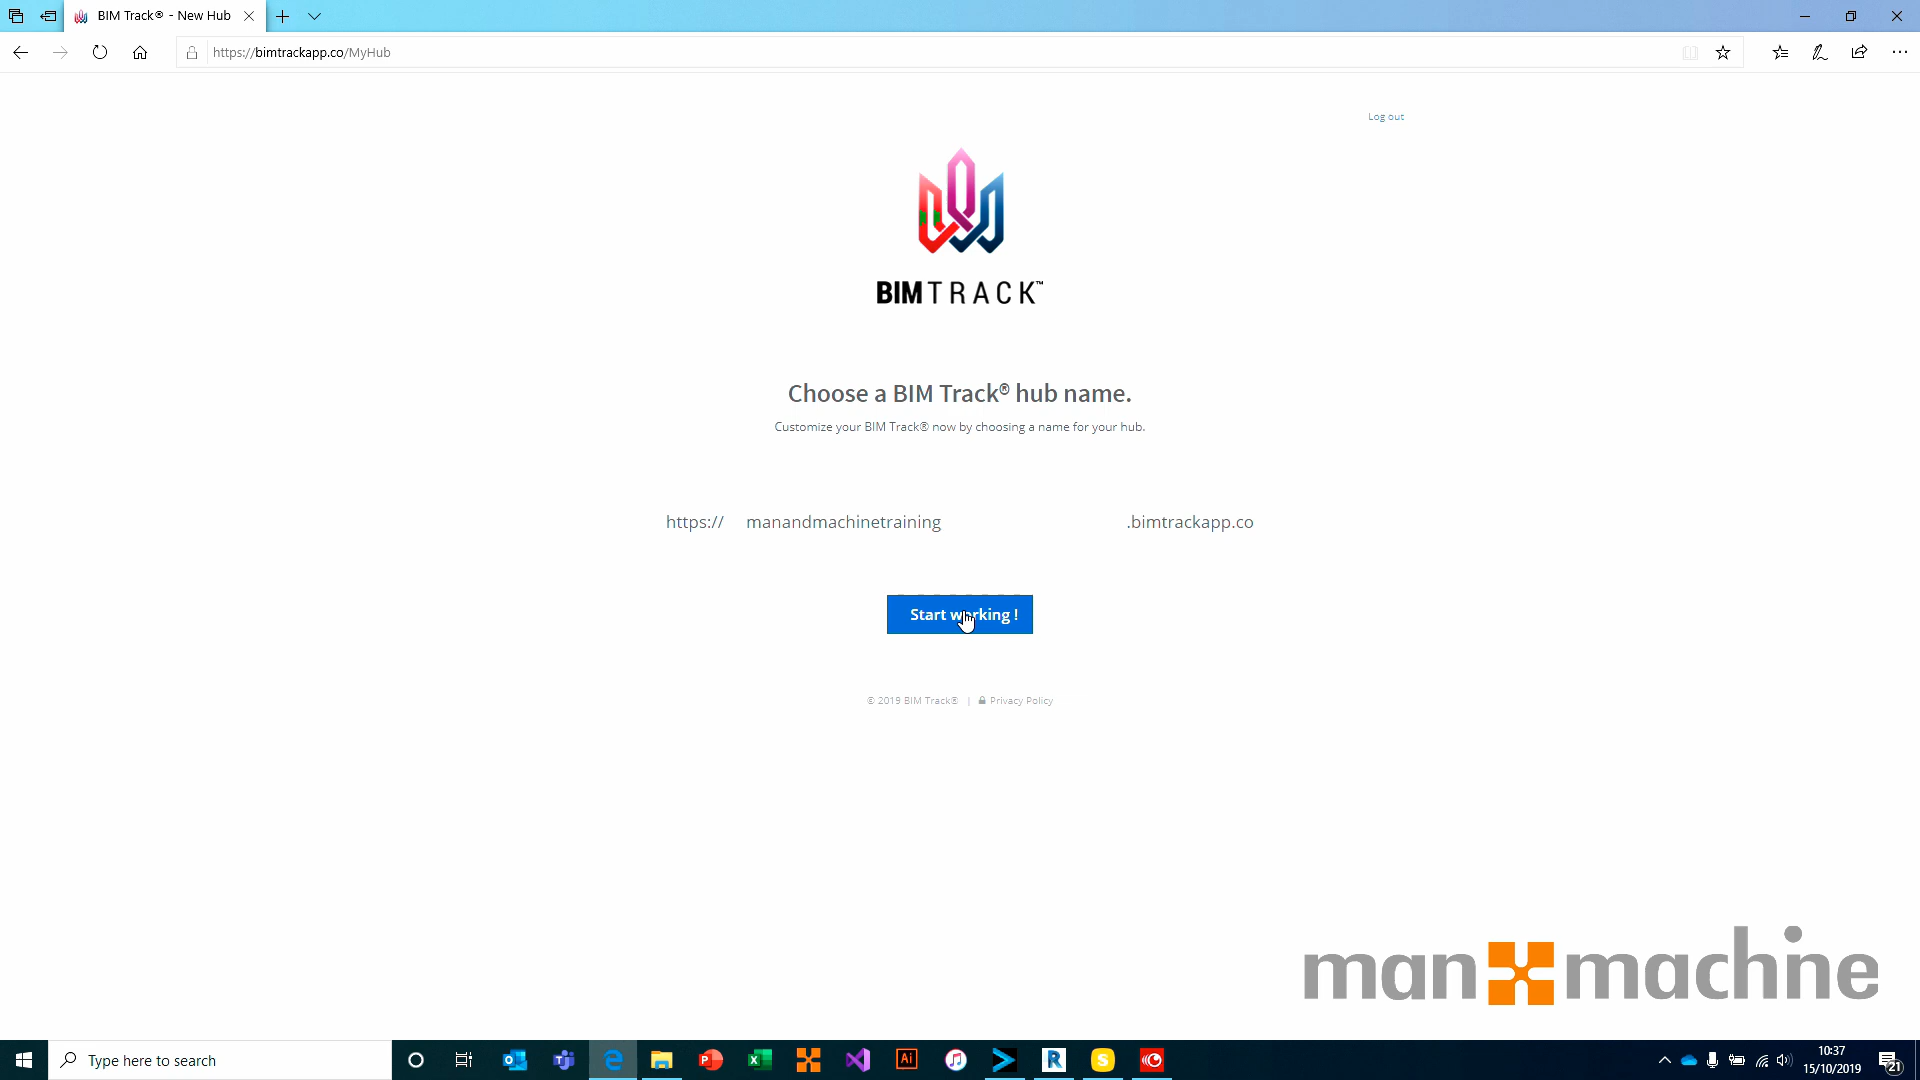 BIM Track® - New Hub
https://bimtrackapp.co/MyHub
Log out
BIMTRACK™
Choose a BIM Track® hub name.
Customize your BIM Track® now by choosing a name for your hub.
https:// manandmachinetraining .bimtrackapp.co
Start working !
© 2019 BIM Track® | Privacy Policy
man machine
Type here to search
10:37
15/10/2019
21